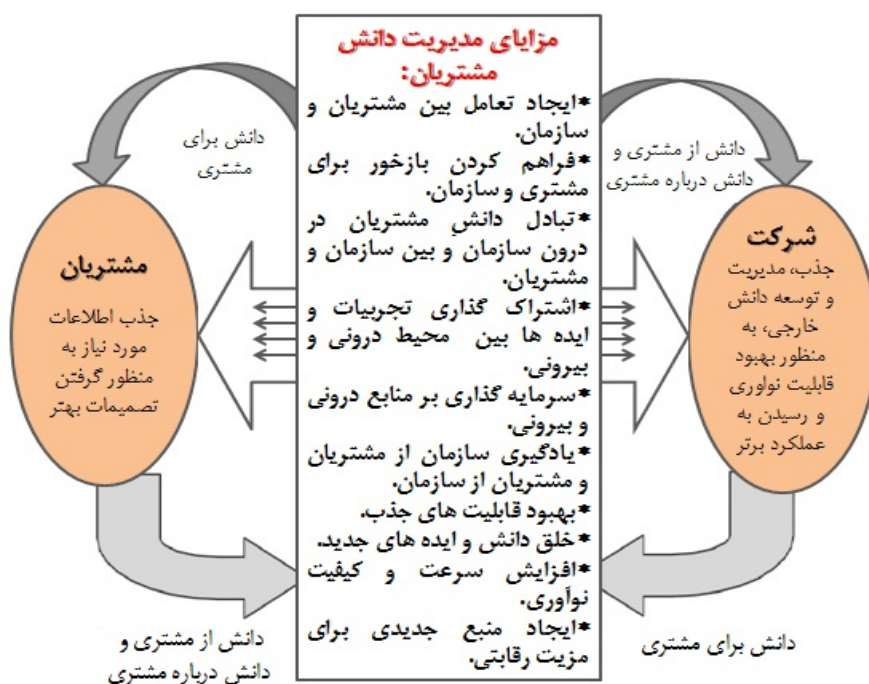 مزایای مدیریت دانش
مشتریان:
*ایجاد تعامل بین مشتریان و
سازمان.
*فراهم کردن بازخور برای
مشتری و سازمان.
*تبادل دانش مشتریان در
درون سازمان و بین سازمان و
مشتریان.
*اشتراک گذاری تجربیات و
ایده ها بین محیط درونی و
بیرونی.
*سرمایه گذاری بر منابع درونی
و بیرونی.
*یادگیری سازمان از مشتریان
و مشتریان از سازمان.
*بهبود قابلیت های جذب.
*خلق دانش و ایده های جدید.
*افزایش سرعت و کیفیت
نوآوری.
*ایجاد منبع جدیدی برای
مزیت رقابتی.
دانش از مشتری و
دانش درباره مشتری
شرکت
جذب، مدیریت
و توسعه دانش
خارجی، به
منظور بهبود
قابلیت نواوری
و رسیدن به
عملکرد برتر
دانش برای مشتری
دانش برای
مشتری
مشتریان
جذب اطلاعات
مورد نیاز به
منظور گرفتن
تصمیمات بهتر
دانش از مشتری و
دانش درباره مشتری